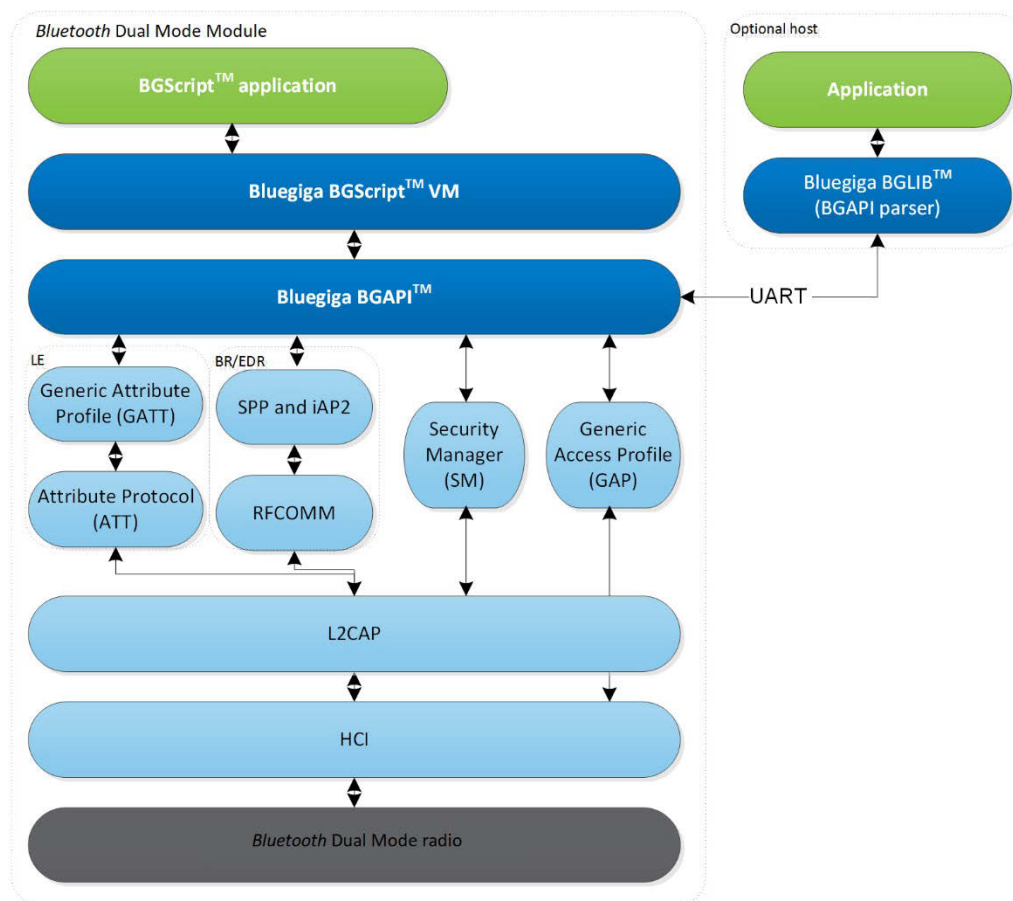 Bluetooth Dual Mode Module
BGScript™ application
Bluegiga BGScript™ VM
Bluegiga BGAPI™
Optional host
Application
Bluegiga BGLIB™
(BGAPI parser)
UART
LE
Generic Attribute
Profile (GATT)
Attribute Protocol
(ATT)
BR/EDR
SPP and iAP2
RFCOMM
Security
Manager
(SM)
Generic
Access Profile
(GAP)
L2CAP
HCI
Bluetooth Dual Mode radio